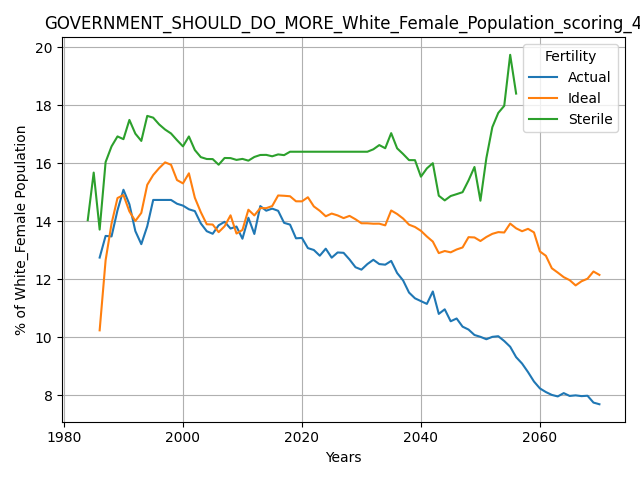 GOVERNMENT_SHOULD_DO_MORE_White_Female_Population_scoring_4
% of White_Female Population
20
18
16
14
12
10
8
1980
2000
2020
2040
2060
Years
Fertility
Actual
Ideal
Sterile